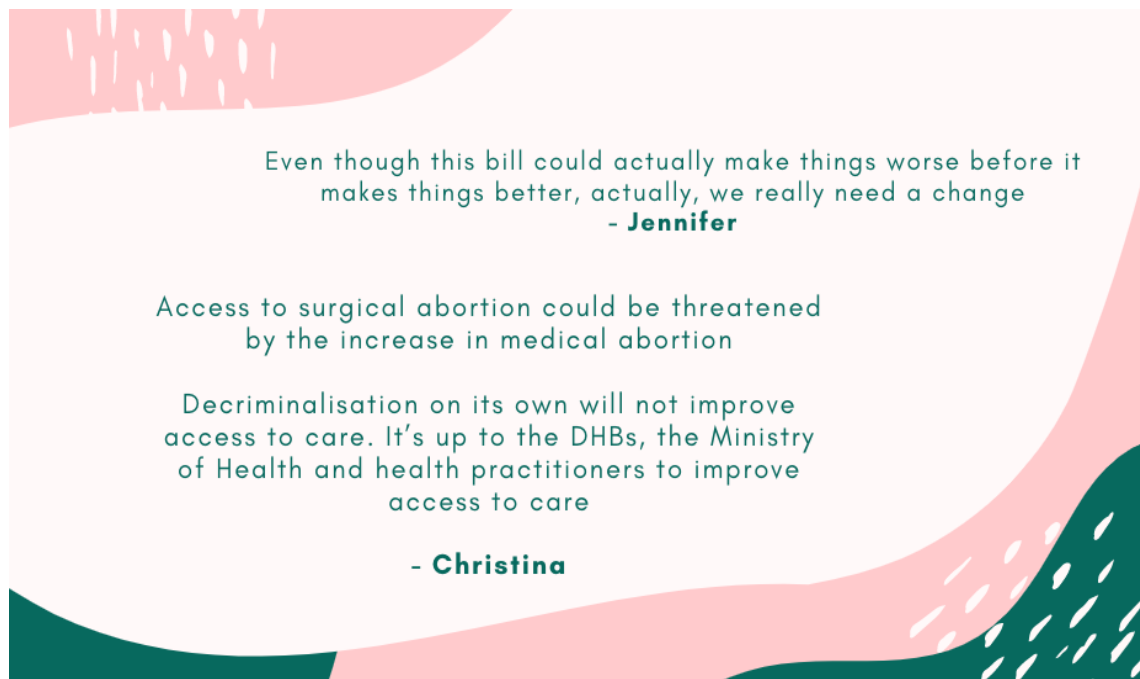 Even though this bill could actually make things worse before it
makes things better, actually, we really need a change
- Jennifer
Access to surgical abortion could be threatened
by the increase in medical abortion
Decriminalisation on its own will not improve
access to care. It's up to the DHBs, the Ministry
of Health and health practitioners to improve
access to care
- Christina